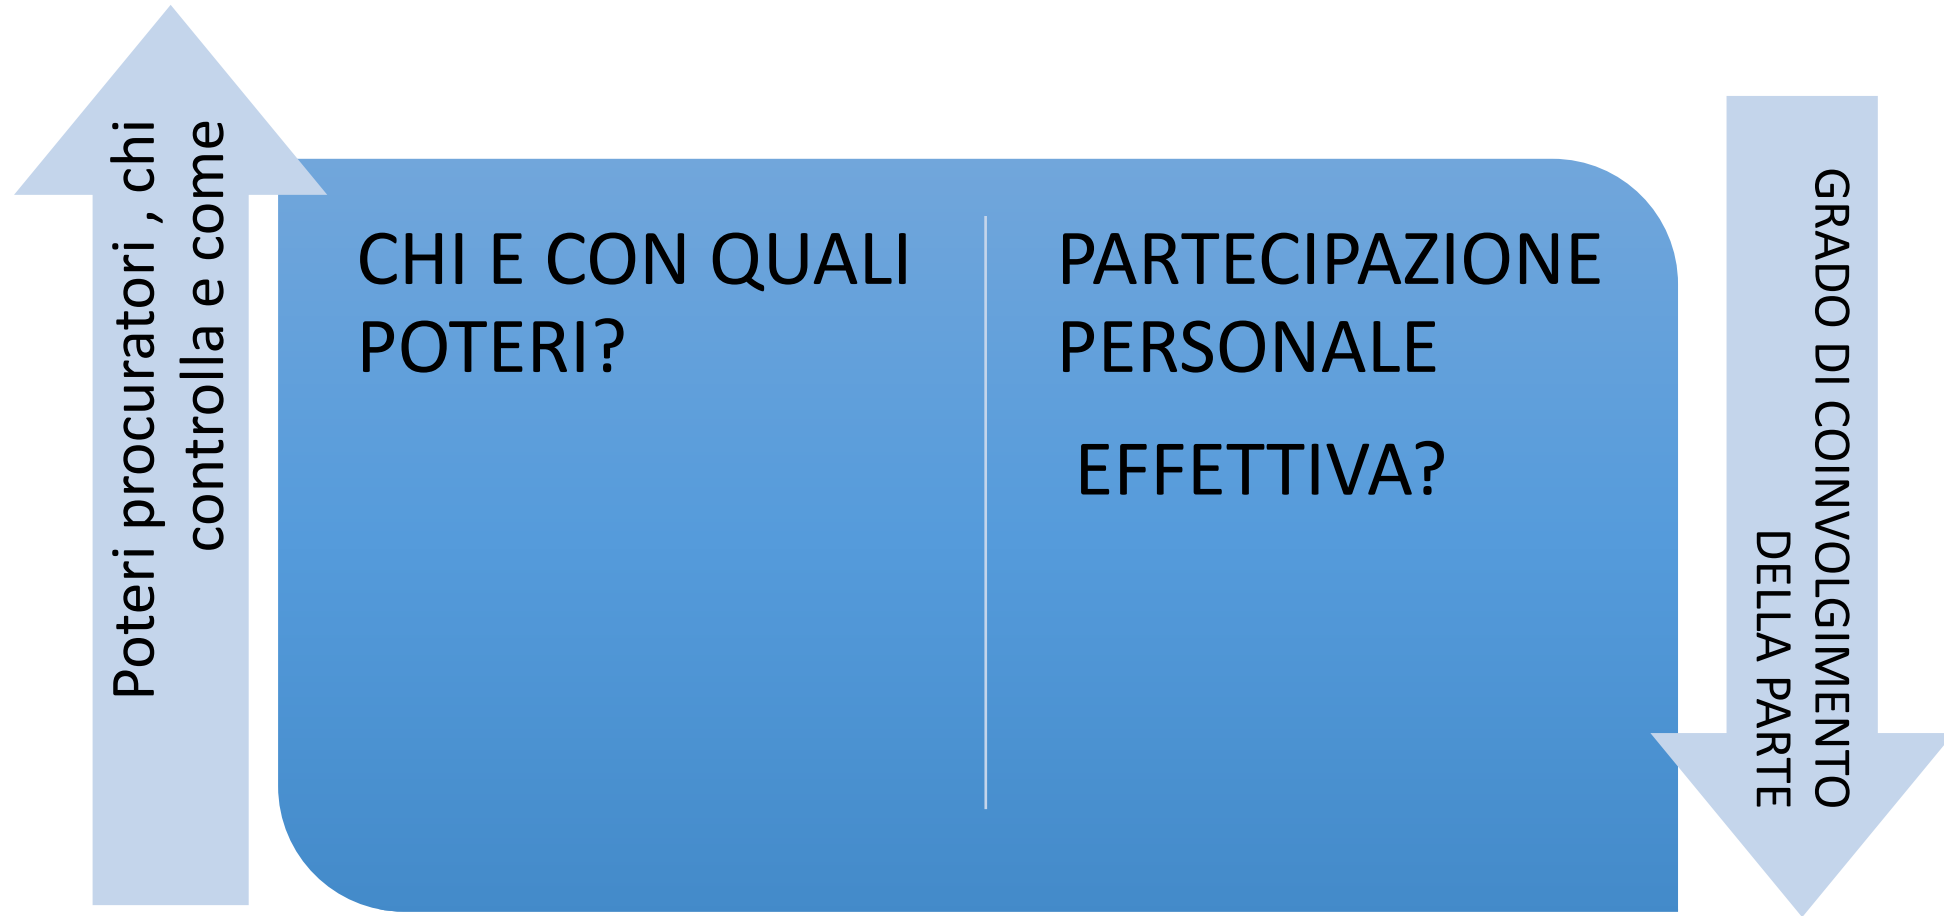 Poteri procuratori , chi
controlla e come
CHI E CON QUALI
POTERI?
PARTECIPAZIONE
PERSONALE
EFFETTIVA?
GRADO DI COINVOLGIMENTO
DELLA PARTE